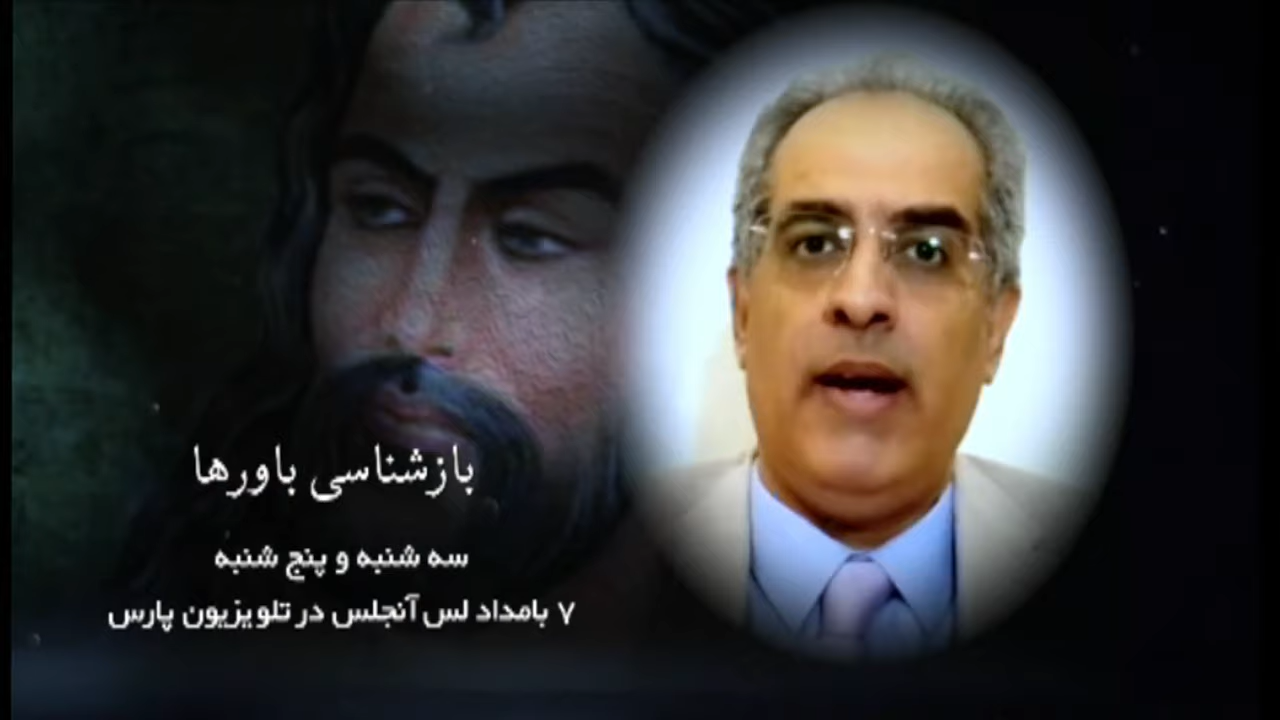 بازشناسی باورها
سه شنبه و پنج شنبه
۷ بامداد لس آنجلس در تلویزیون پارس